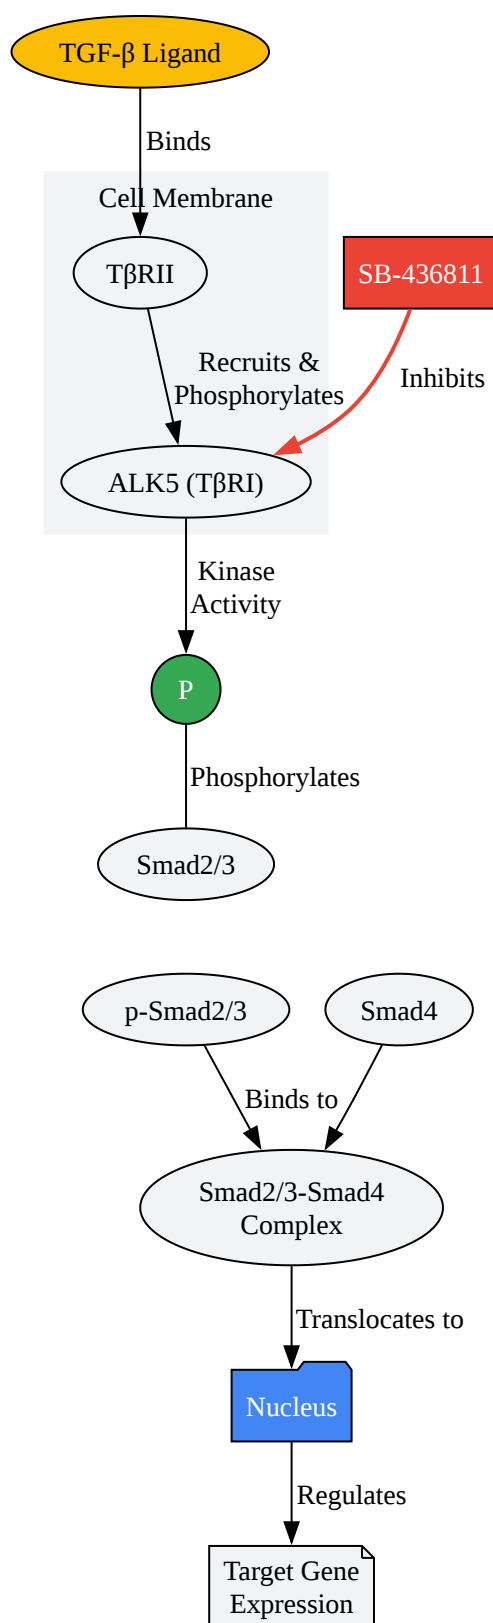 TGF-β Ligand
Binds
Cell Membrane
TβRII
SB-436811
Recruits &
Phosphorylates
Inhibits
ALK5 (TβRI)
Kinase
Activity
P
Phosphorylates
Smad2/3
p-Smad2/3
Smad4
Binds to
Smad2/3-Smad4
Complex
Translocates to
Nucleus
Regulates
Target Gene
Expression